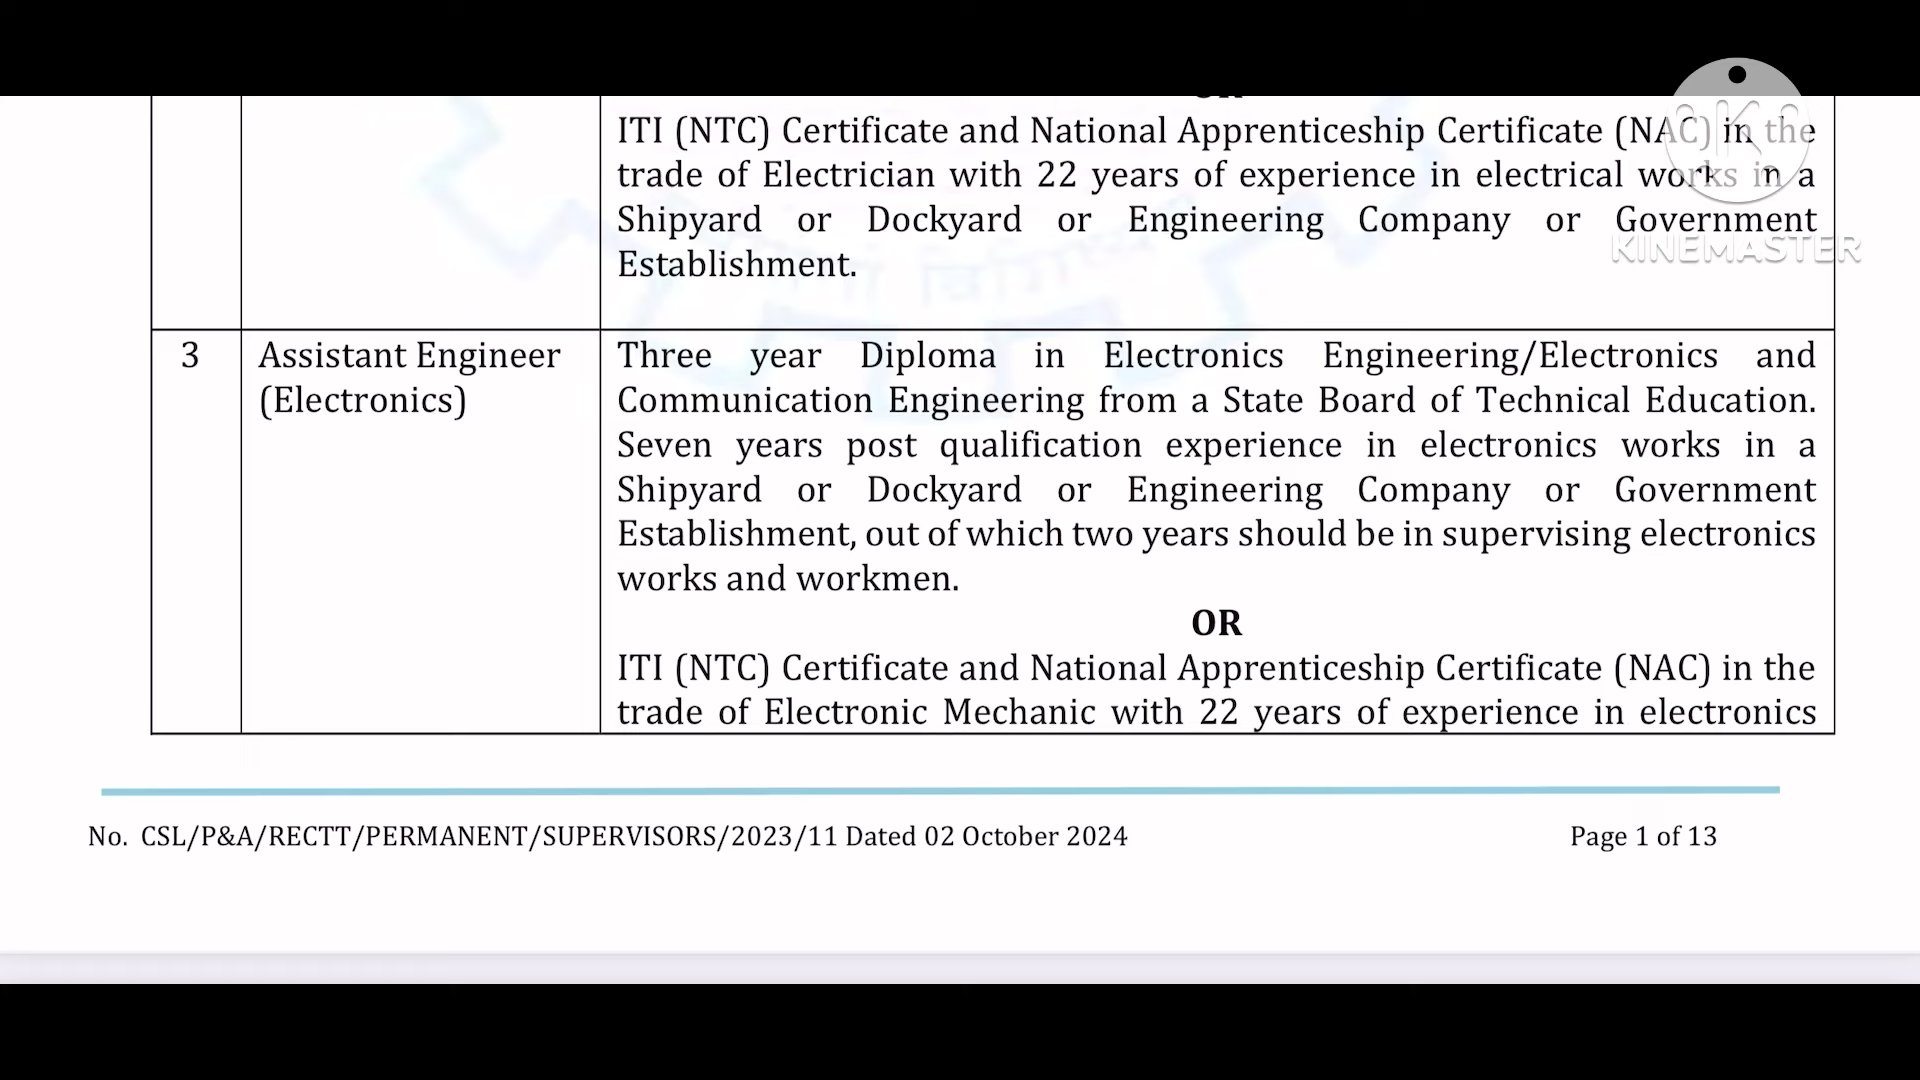 ITI (NTC) Certificate and National Apprenticeship Certificate (NAC) in the
trade of Electrician with 22 years of experience in electrical works in a
Shipyard or Dockyard or Engineering Company or Government
Establishment.
KINEMASTER
3 Assistant Engineer (Electronics)
Three year Diploma in Electronics Engineering/Electronics and
Communication Engineering from a State Board of Technical Education.
Seven years post qualification experience in electronics works in a
Shipyard or Dockyard or Engineering Company or Government
Establishment, out of which two years should be in supervising electronics
works and workmen.
OR
ITI (NTC) Certificate and National Apprenticeship Certificate (NAC) in the
trade of Electronic Mechanic with 22 years of experience in electronics
No. CSL/P&A/RECTT/PERMANENT/SUPERVISORS/2023/11 Dated 02 October 2024
Page 1 of 13